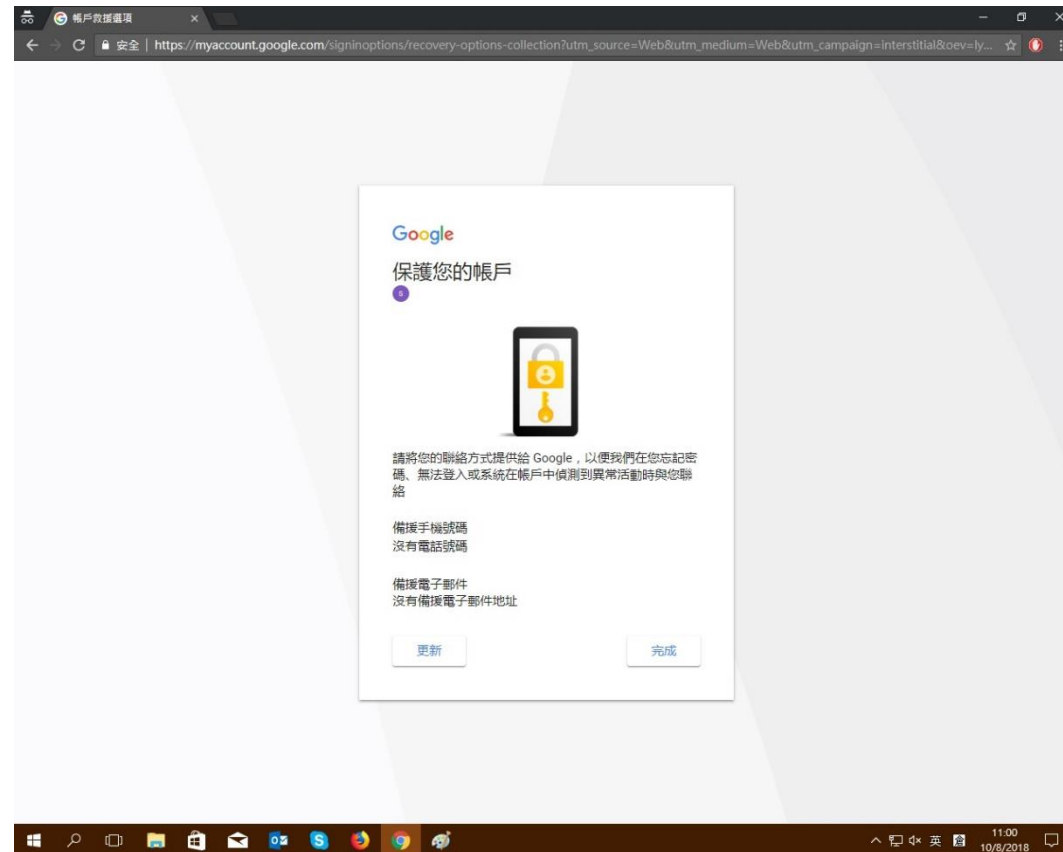 帳戶救援選項
安全 | https://myaccount.google.com/signinoptions/recovery-options-collection?utm_source=Web&utm_medium=Web&utm_campaign=interstitial&oev=ly...
Google
保護您的帳戶
s
請將您的聯絡方式提供給 Google，以便我們在您忘記密
碼、無法登入或系統在帳戶中偵測到異常活動時與您聯
絡
備援手機號碼
沒有電話號碼
備援電子郵件
沒有備援電子郵件地址
更新
完成
英
倉
11:00
10/8/2018